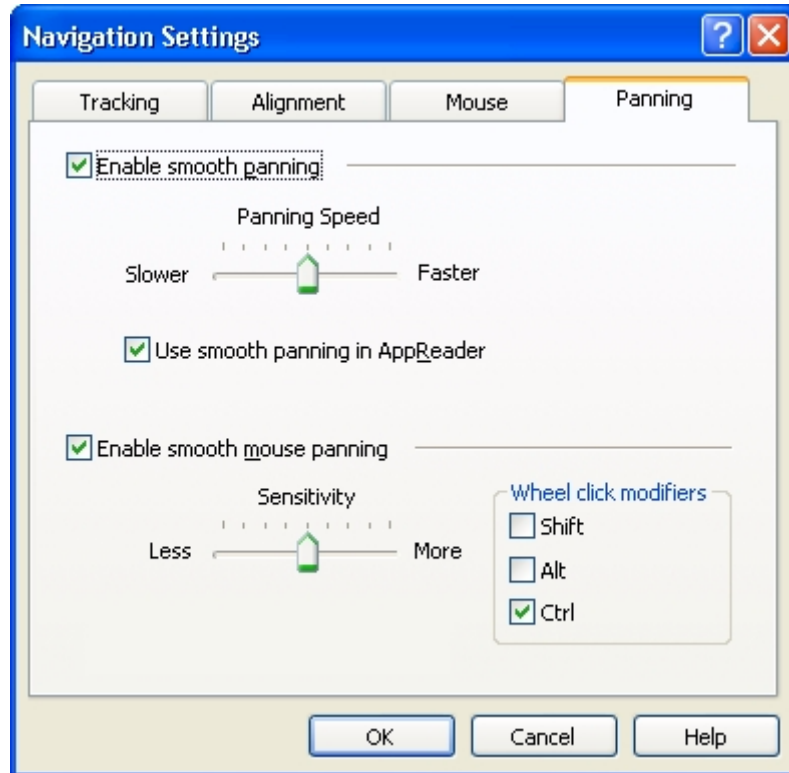 Navigation Settings
Tracking Alignment Mouse Panning
Enable smooth panning
Panning Speed
Slower Faster
Use smooth panning in AppReader
Enable smooth mouse panning
Sensitivity
Less More
Wheel click modifiers
Shift
Alt
Ctrl
OK Cancel Help